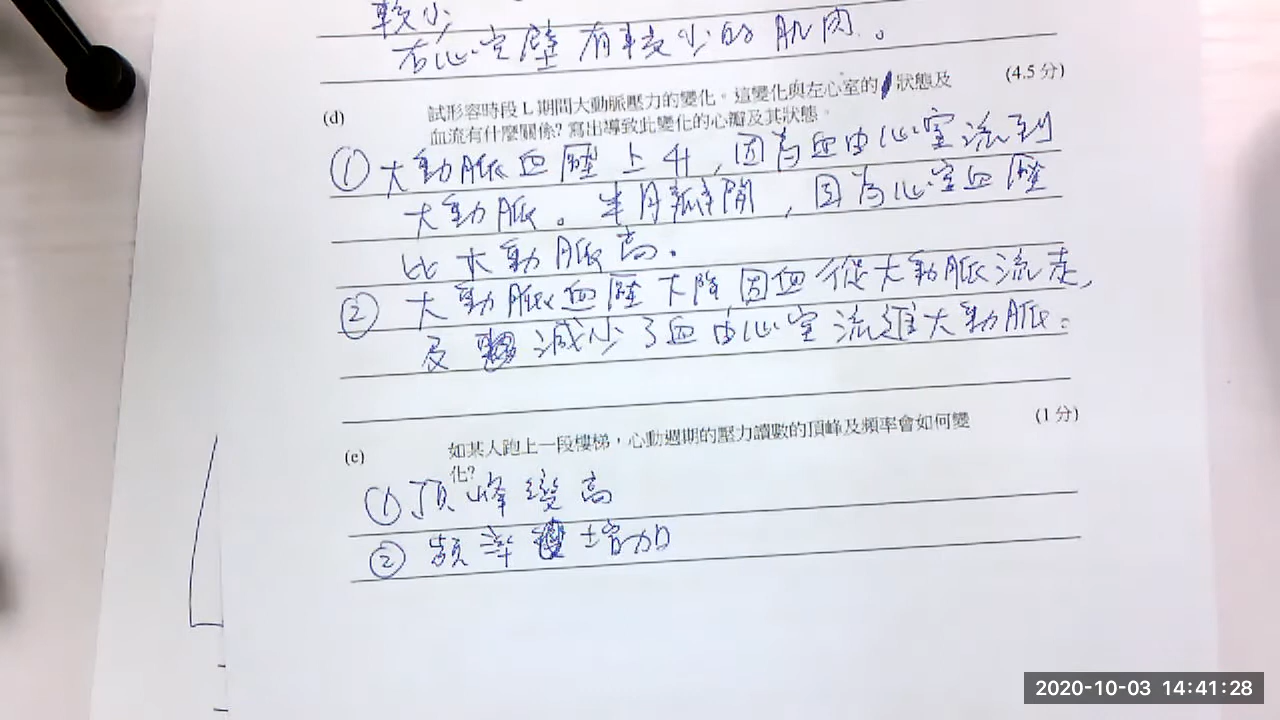 較少
右心室壁有較少的肌肉。
(d) 試形容時段 L 期間大動脈壓力的變化。這變化與左心室的狀態及 (4.5 分)
血流有什麼關係? 寫出導致此變化的心瓣及其狀態。
① 大動脈血壓上升,因為血由心室流到
大動脈。半月瓣開,因為心室血壓
比大動脈高。
② 大動脈血壓下降,因血從大動脈流走,
及減少了血由心室流進大動脈。
(e) 如某人跑上一段樓梯,心動週期的壓力讀數的頂峰及頻率會如何變 (1 分)
化?
① 頂峰變高
② 頻率增加
2020-10-03 14:41:28